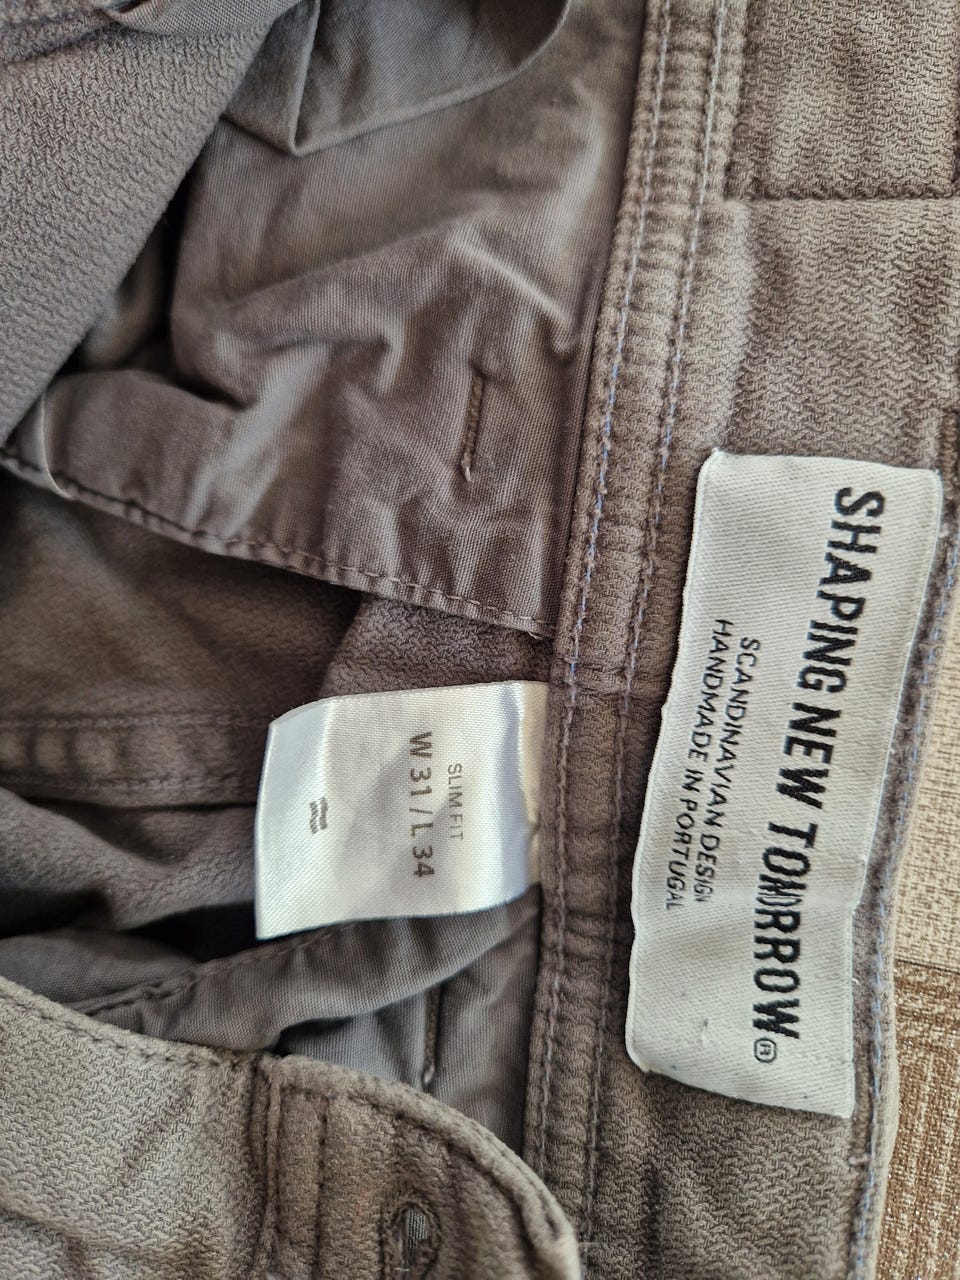 SHAPING NEW TOMORROW®
SCANDINAVIAN DESIGN
HANDMADE IN PORTUGAL
SLIM FIT
W 31 / L 34